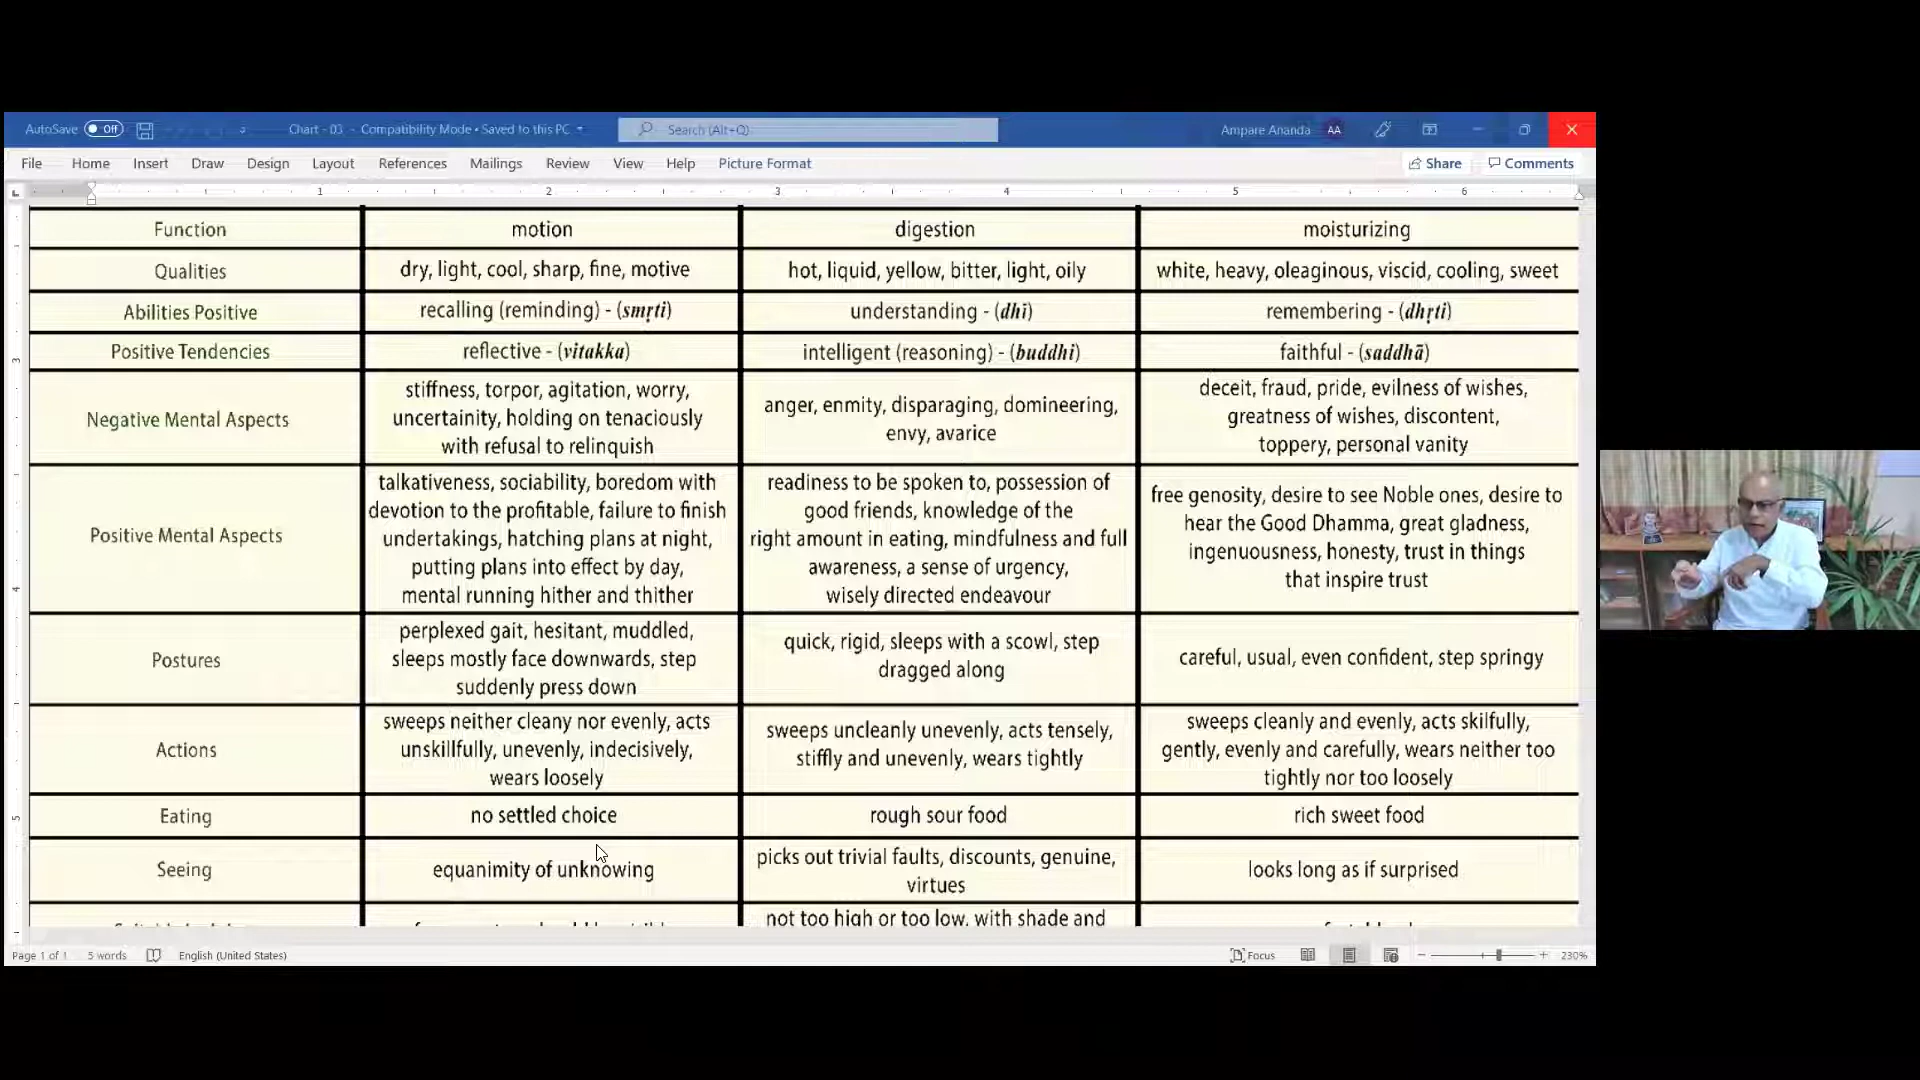 AutoSave Off Chart - 03 - Compatibility Mode • Saved to this PC Search (Alt+Q) Ampare Ananda AA
File Home Insert Draw Design Layout References Mailings Review View Help Picture Format Share Comments
1 2 3 4 5 6
Function motion digestion moisturizing
Qualities dry, light, cool, sharp, fine, motive hot, liquid, yellow, bitter, light, oily white, heavy, oleaginous, viscid, cooling, sweet
Abilities Positive recalling (reminding) - (smṛti) understanding - (dhī) remembering - (dhṛti)
3
Positive Tendencies reflective - (vitakka) intelligent (reasoning) - (buddhi) faithful - (saddhā)
Negative Mental Aspects
stiffness, torpor, agitation, worry,
uncertainity, holding on tenaciously
with refusal to relinquish
anger, enmity, disparaging, domineering,
envy, avarice
deceit, fraud, pride, evilness of wishes,
greatness of wishes, discontent,
toppery, personal vanity
4
Positive Mental Aspects
talkativeness, sociability, boredom with
devotion to the profitable, failure to finish
undertakings, hatching plans at night,
putting plans into effect by day,
mental running hither and thither
readiness to be spoken to, possession of
good friends, knowledge of the
right amount in eating, mindfulness and full
awareness, a sense of urgency,
wisely directed endeavour
free genosity, desire to see Noble ones, desire to
hear the Good Dhamma, great gladness,
ingenuousness, honesty, trust in things
that inspire trust
Postures
perplexed gait, hesitant, muddled,
sleeps mostly face downwards, step
suddenly press down
quick, rigid, sleeps with a scowl, step
dragged along
careful, usual, even confident, step springy
Actions
sweeps neither cleany nor evenly, acts
unskillfully, unevenly, indecisively,
wears loosely
sweeps uncleanly unevenly, acts tensely,
stiffly and unevenly, wears tightly
sweeps cleanly and evenly, acts skilfully,
gently, evenly and carefully, wears neither too
tightly nor too loosely
5
Eating no settled choice rough sour food rich sweet food
Seeing
equanimity of unknowing
picks out trivial faults, discounts, genuine,
virtues
looks long as if surprised
not too high or too low, with shade and
Page 1 of 1 5 words English (United States) Focus 230%